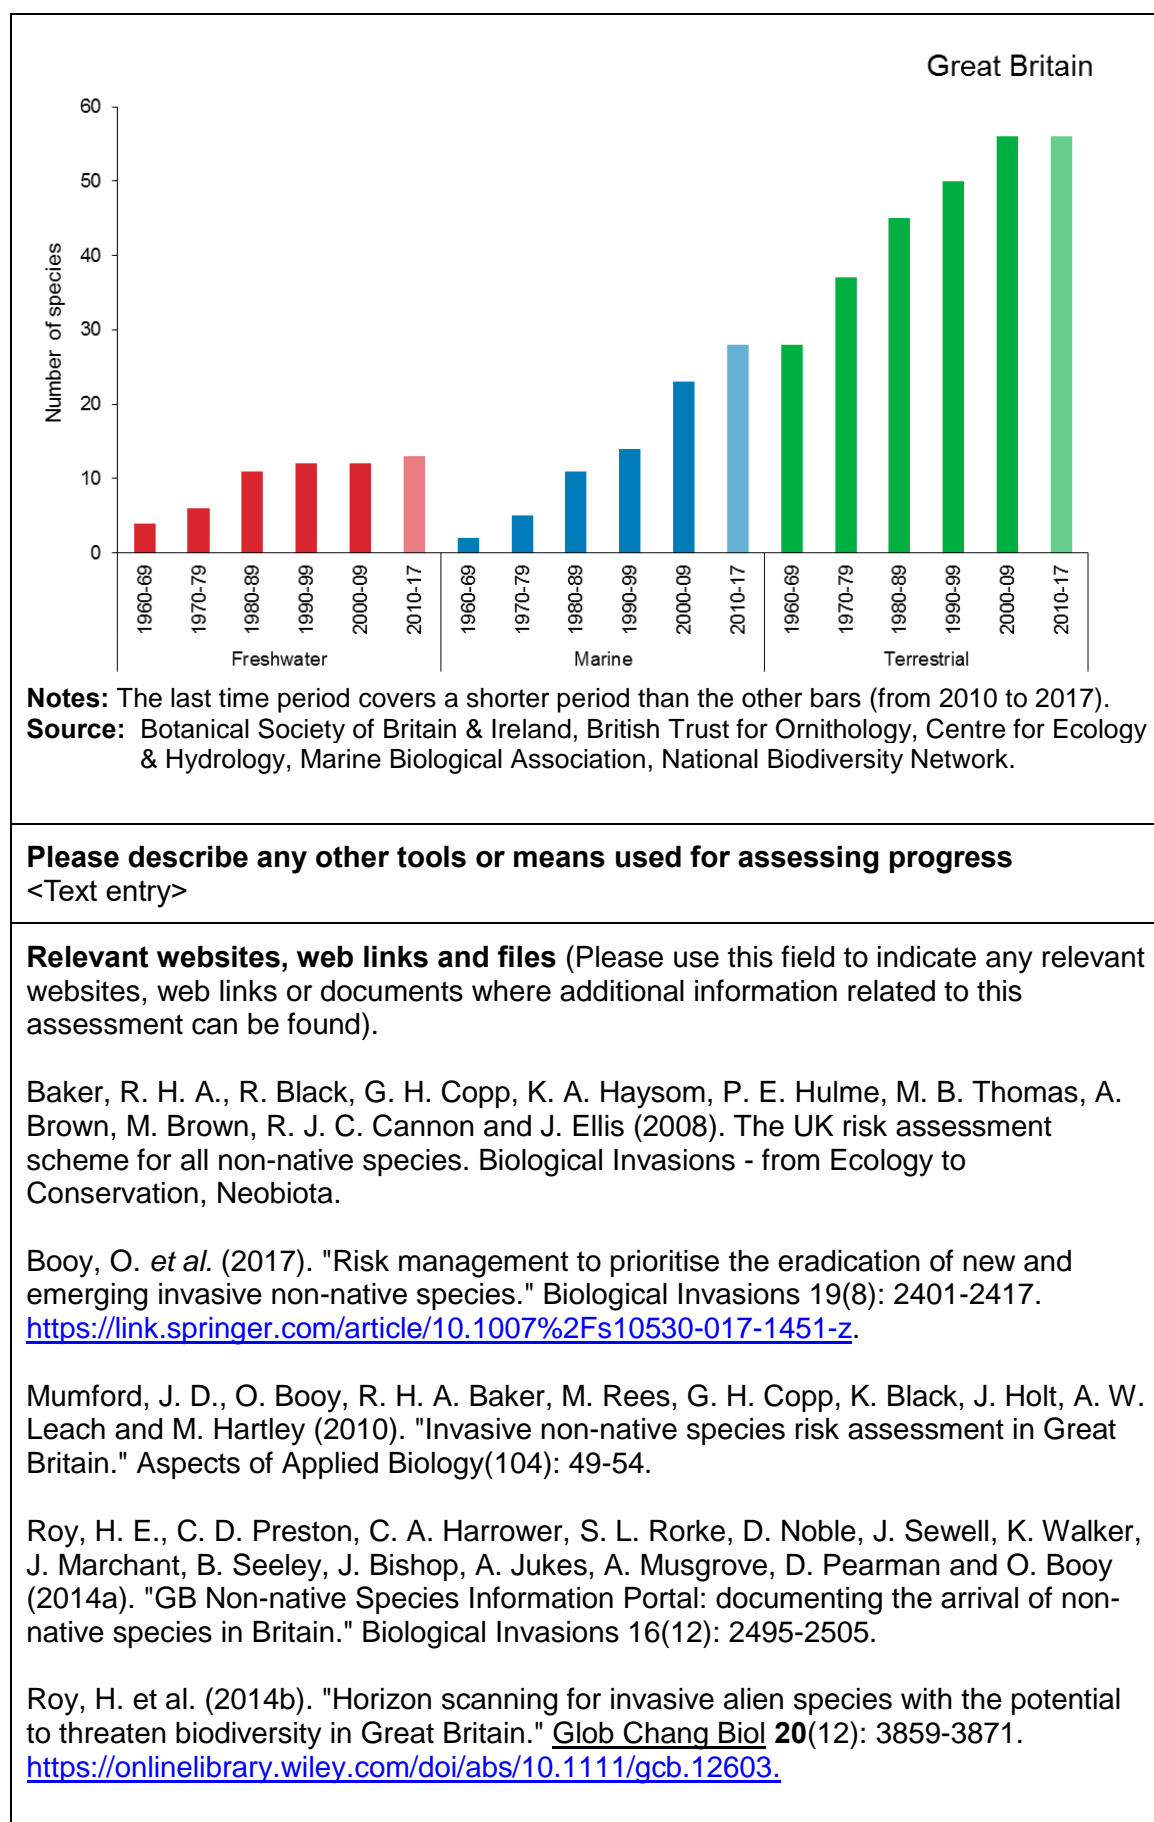 Great Britain
60
50
40
30
20
10
0
Number of species
1960-69
1970-79
1980-89
1990-99
2000-09
2010-17
1960-69
1970-79
1980-89
1990-99
2000-09
2010-17
1960-69
1970-79
1980-89
1990-99
2000-09
2010-17
Freshwater
Marine
Terrestrial
Notes: The last time period covers a shorter period than the other bars (from 2010 to 2017).
Source: Botanical Society of Britain & Ireland, British Trust for Ornithology, Centre for Ecology
& Hydrology, Marine Biological Association, National Biodiversity Network.
Please describe any other tools or means used for assessing progress
<Text entry>
Relevant websites, web links and files (Please use this field to indicate any relevant
websites, web links or documents where additional information related to this
assessment can be found).
Baker, R. H. A., R. Black, G. H. Copp, K. A. Haysom, P. E. Hulme, M. B. Thomas, A.
Brown, M. Brown, R. J. C. Cannon and J. Ellis (2008). The UK risk assessment
scheme for all non-native species. Biological Invasions - from Ecology to
Conservation, Neobiota.
Booy, O. et al. (2017). "Risk management to prioritise the eradication of new and
emerging invasive non-native species." Biological Invasions 19(8): 2401-2417.
https://link.springer.com/article/10.1007%2Fs10530-017-1451-z.
Mumford, J. D., O. Booy, R. H. A. Baker, M. Rees, G. H. Copp, K. Black, J. Holt, A. W.
Leach and M. Hartley (2010). "Invasive non-native species risk assessment in Great
Britain." Aspects of Applied Biology(104): 49-54.
Roy, H. E., C. D. Preston, C. A. Harrower, S. L. Rorke, D. Noble, J. Sewell, K. Walker,
J. Marchant, B. Seeley, J. Bishop, A. Jukes, A. Musgrove, D. Pearman and O. Booy
(2014a). "GB Non-native Species Information Portal: documenting the arrival of non-
native species in Britain." Biological Invasions 16(12): 2495-2505.
Roy, H. et al. (2014b). "Horizon scanning for invasive alien species with the potential
to threaten biodiversity in Great Britain." Glob Chang Biol 20(12): 3859-3871.
https://onlinelibrary.wiley.com/doi/abs/10.1111/gcb.12603.